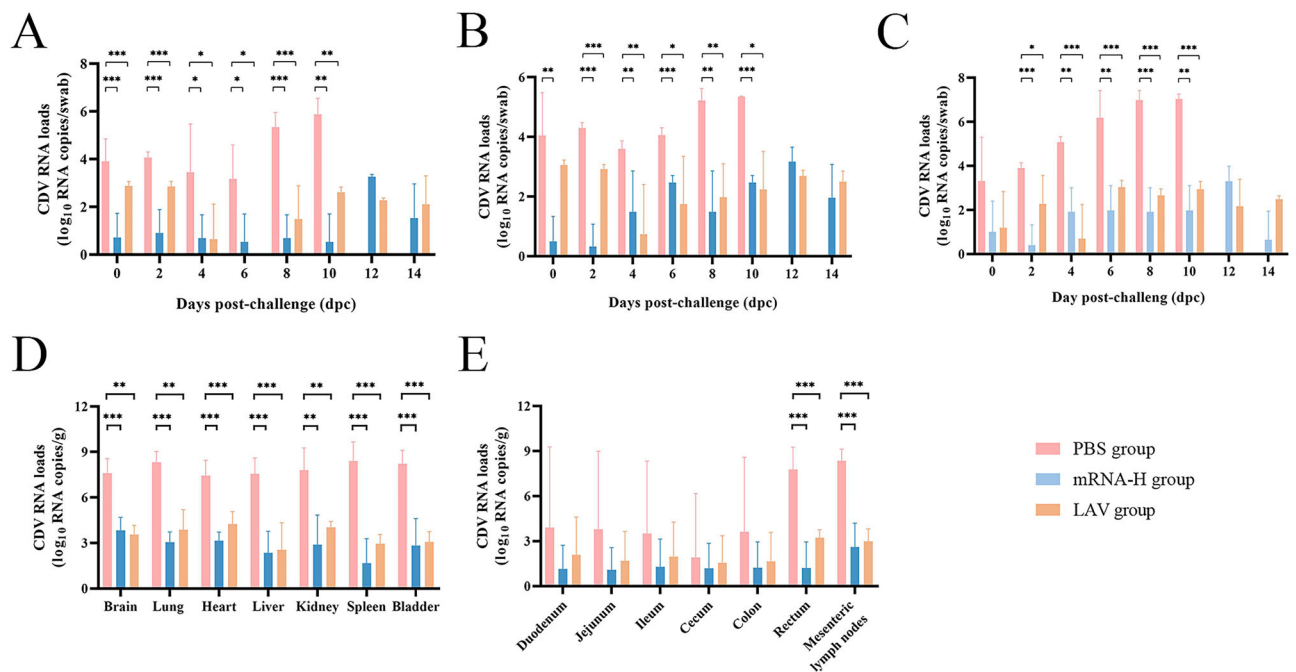 A
CDV RNA loads
(log10 RNA copies/swab)
*** *** * * *** **
*** *** * * *** **
8
6
4
2
0
0 2 4 6 8 10 12 14
Days post-challenge (dpc)
B
CDV RNA loads
(log10 RNA copies/swab)
*** ** * ** *
** *** ** *** ** ***
6
4
2
0
0 2 4 6 8 10 12 14
Days post-challenge (dpc)
C
CDV RNA loads
(log10 RNA copies/swab)
* *** *** *** ***
*** ** ** *** **
8
6
4
2
0
0 2 4 6 8 10 12 14
Day post-challeng (dpc)
D
CDV RNA loads
(log10 RNA copies/g)
** ** *** *** ** *** ***
*** *** *** *** ** *** ***
12
9
6
3
0
Brain Lung Heart Liver Kidney Spleen Bladder
E
CDV RNA loads
(log10 RNA copies/g)
*** ***
*** ***
12
9
6
3
0
Duodenum
Jejunum
Ileum
Cecum
Colon
Rectum
Mesenteric
lymph nodes
PBS group
mRNA-H group
LAV group